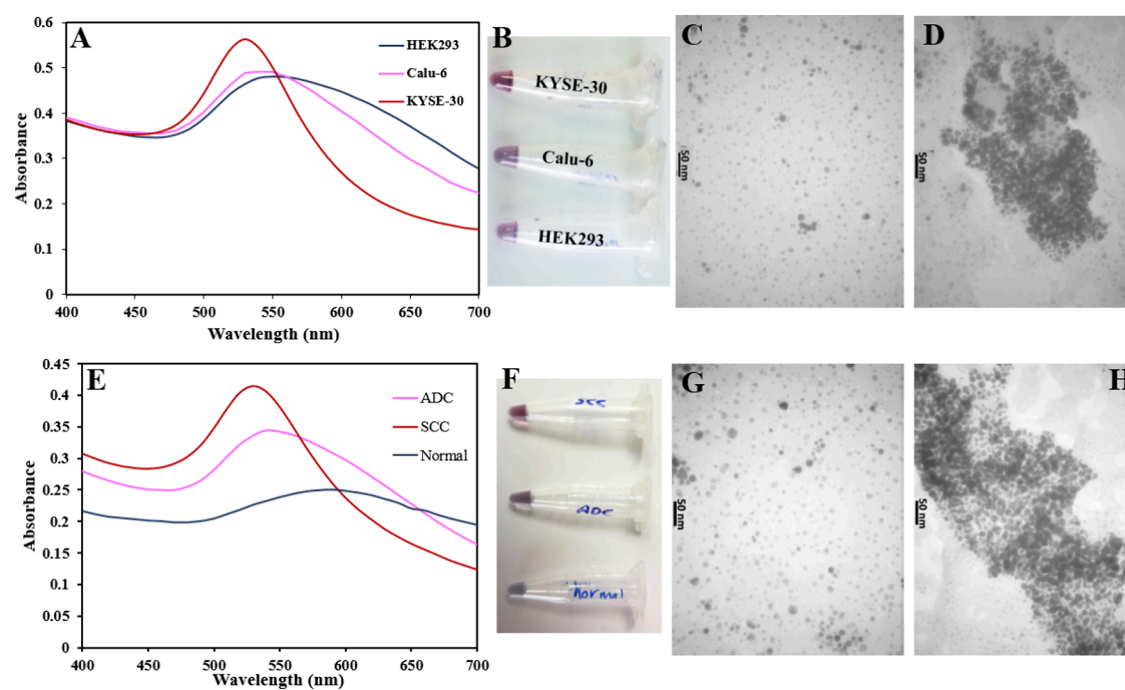 A
0.6
0.5
0.4
0.3
0.2
0.1
0
400
450
500
550
600
650
700
Absorbance
Wavelength (nm)
HEK293
Calu-6
KYSE-30
B
KYSE-30
Calu-6
HEK293
C
50 nm
D
50 nm
E
0.45
0.4
0.35
0.3
0.25
0.2
0.15
0.1
0.05
0
400
450
500
550
600
650
700
Absorbance
Wavelength (nm)
ADC
SCC
Normal
F
SCC
ADC
Normal
G
50 nm
H
50 nm